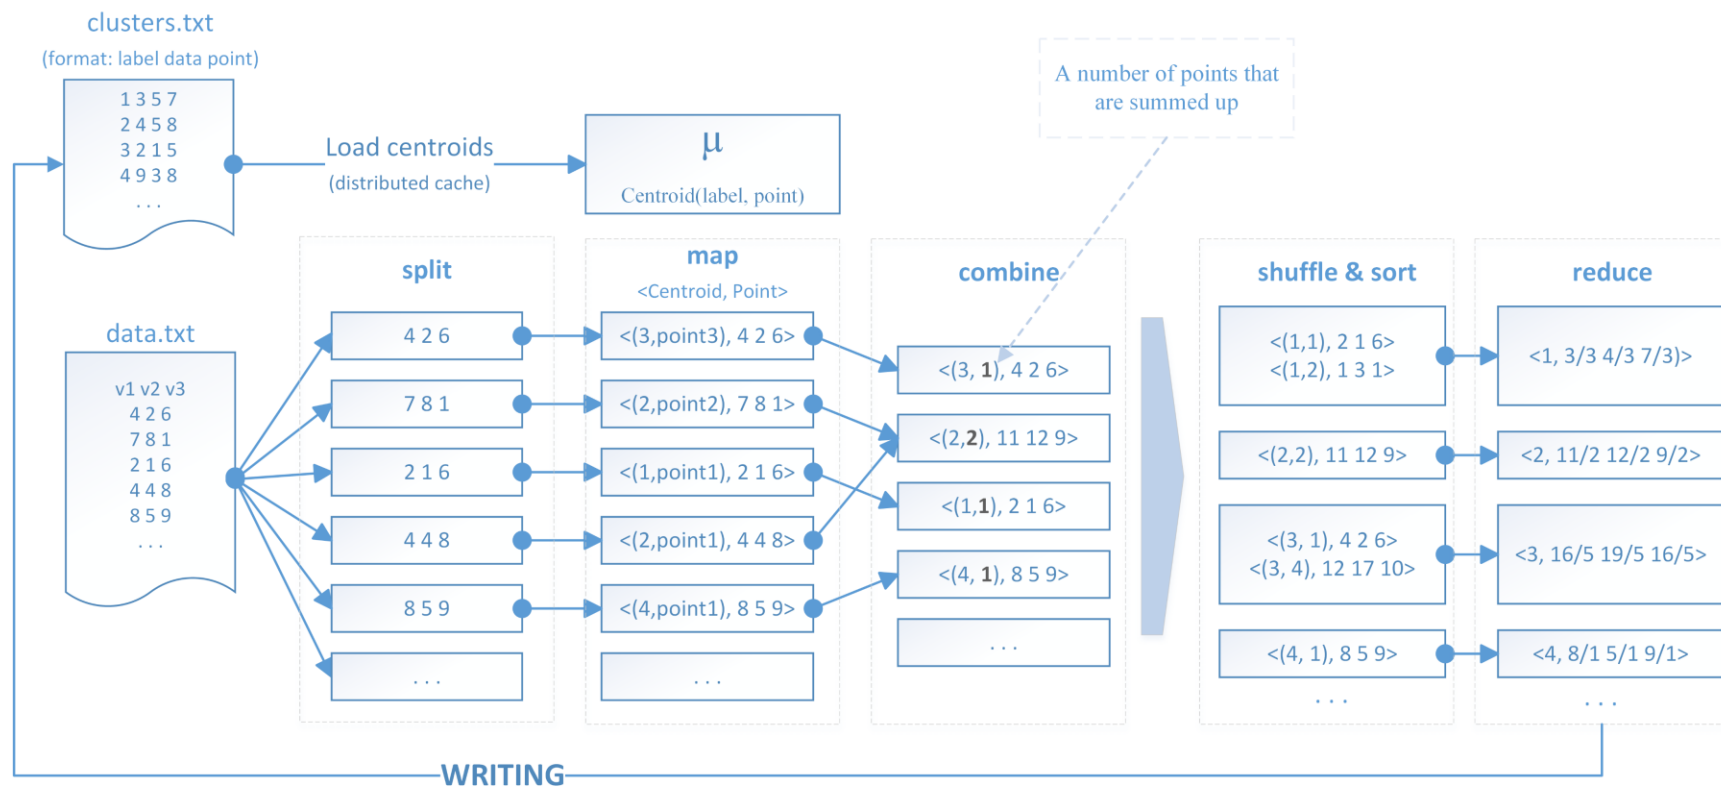 clusters.txt
(format: label data point)
1 3 5 7
2 4 5 8
3 2 1 5
4 9 3 8
. . .
Load centroids
(distributed cache)
μ
Centroid(label, point)
A number of points that
are summed up
data.txt
v1 v2 v3
4 2 6
7 8 1
2 1 6
4 4 8
8 5 9
. . .
split
4 2 6
7 8 1
2 1 6
4 4 8
8 5 9
. . .
map
<Centroid, Point>
<(3,point3), 4 2 6>
<(2,point2), 7 8 1>
<(1,point1), 2 1 6>
<(2,point1), 4 4 8>
<(4,point1), 8 5 9>
. . .
combine
<(3, 1), 4 2 6>
<(2,2), 11 12 9>
<(1,1), 2 1 6>
<(4, 1), 8 5 9>
. . .
shuffle & sort
<(1,1), 2 1 6>
<(1,2), 1 3 1>
<(2,2), 11 12 9>
<(3, 1), 4 2 6>
<(3, 4), 12 17 10>
<(4, 1), 8 5 9>
. . .
reduce
<1, 3/3 4/3 7/3)>
<2, 11/2 12/2 9/2>
<3, 16/5 19/5 16/5>
<4, 8/1 5/1 9/1>
. . .
WRITING